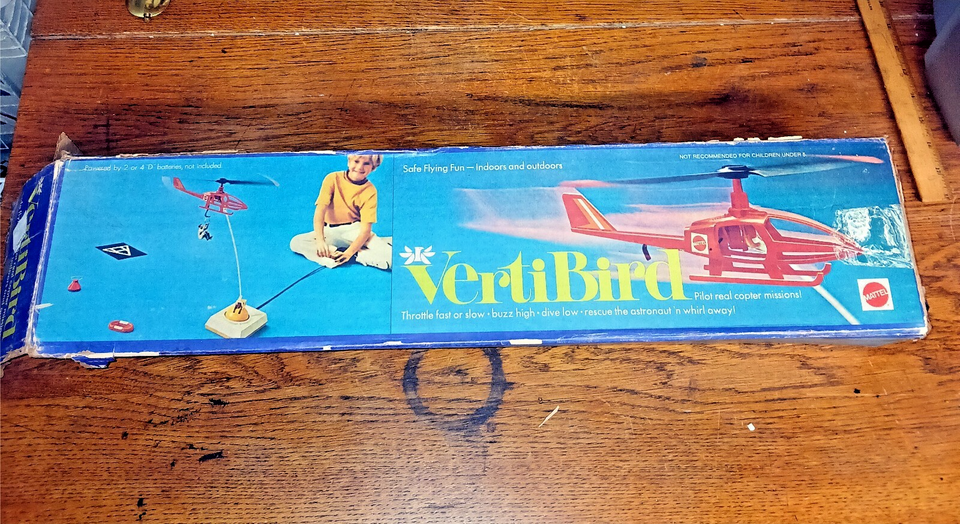 Powered by 2 or 4 'D' batteries, not included.
Safe Flying Fun — Indoors and outdoors
NOT RECOMMENDED FOR CHILDREN UNDER 5
VertiBird
Pilot real copter missions!
Throttle fast or slow • buzz high • dive low • rescue the astronaut 'n whirl away!
MATTEL
MATTEL
VertiBird